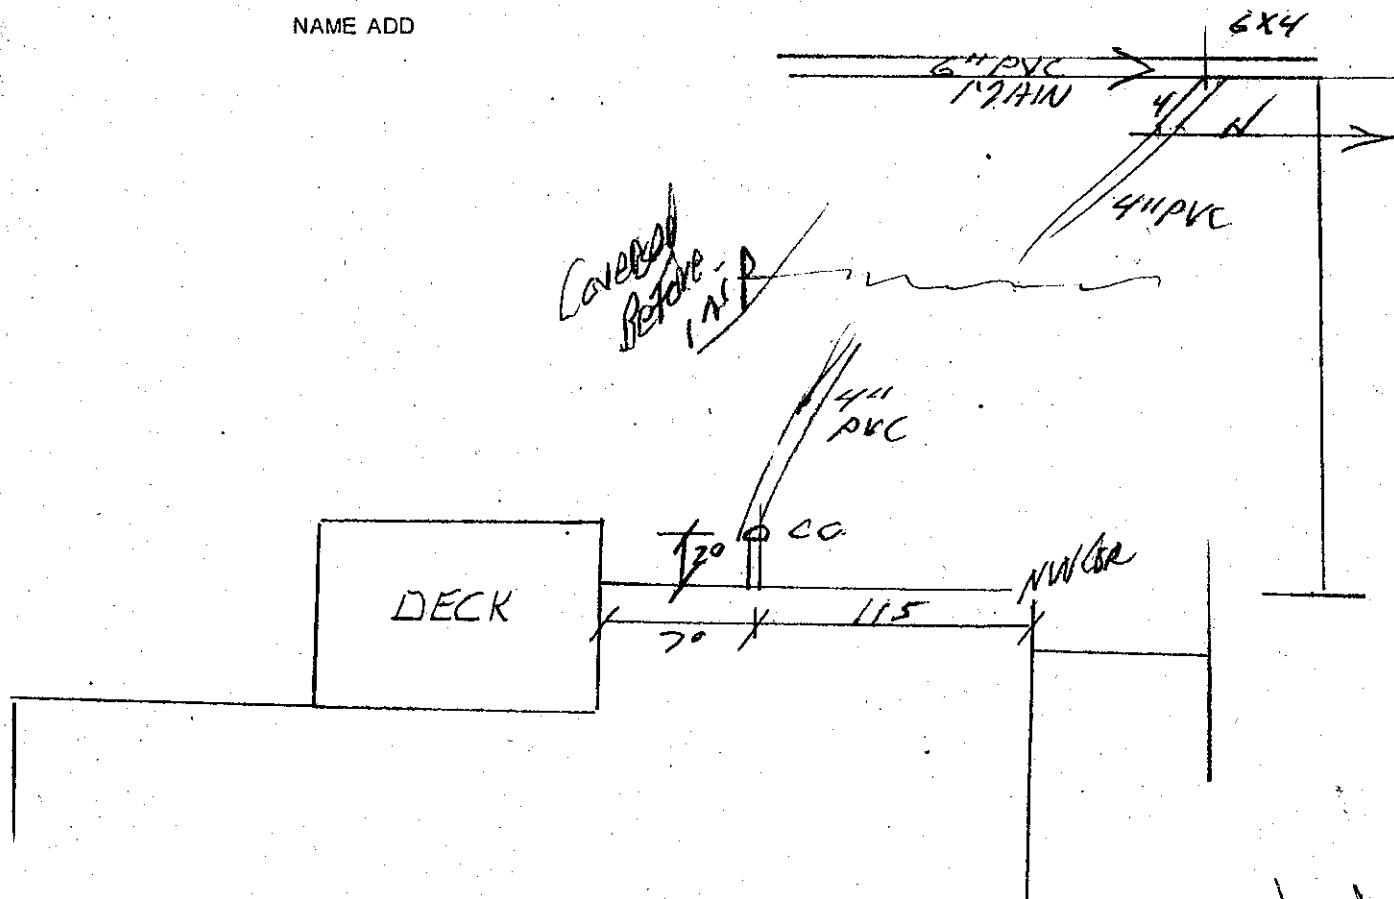 NAME ADD
6X4
6" PVC
MAIN
4
N
4" PVC
Covered
Before
INSP
4"
PVC
CO
20
NW COR
DECK
115